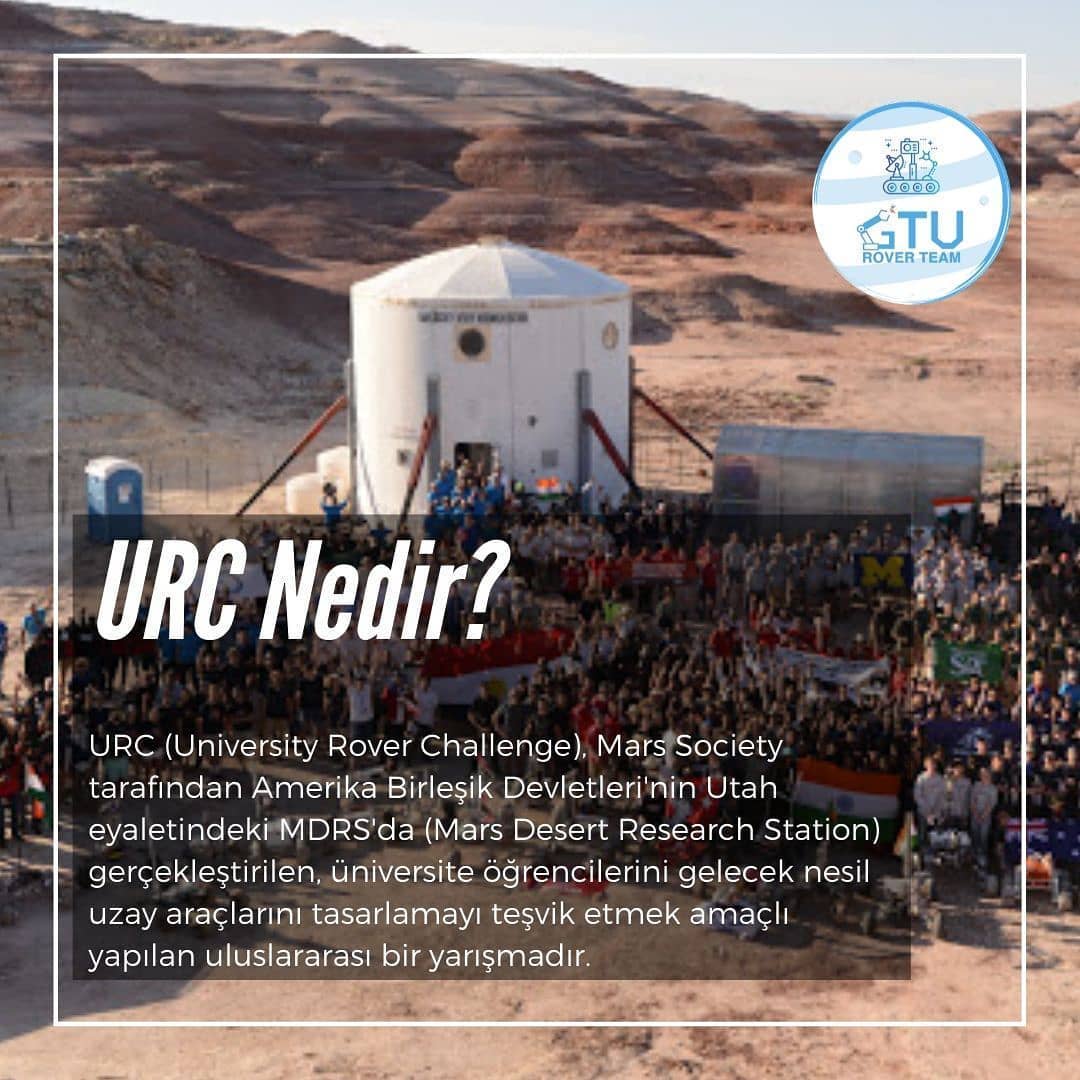 GTU
ROVER TEAM
M
URC Nedir?
URC (University Rover Challenge), Mars Society
tarafından Amerika Birleşik Devletleri'nin Utah
eyaletindeki MDRS'da (Mars Desert Research Station)
gerçekleştirilen, üniversite öğrencilerini gelecek nesil
uzay araçlarını tasarlamayı teşvik etmek amaçlı
yapılan uluslararası bir yarışmadır.